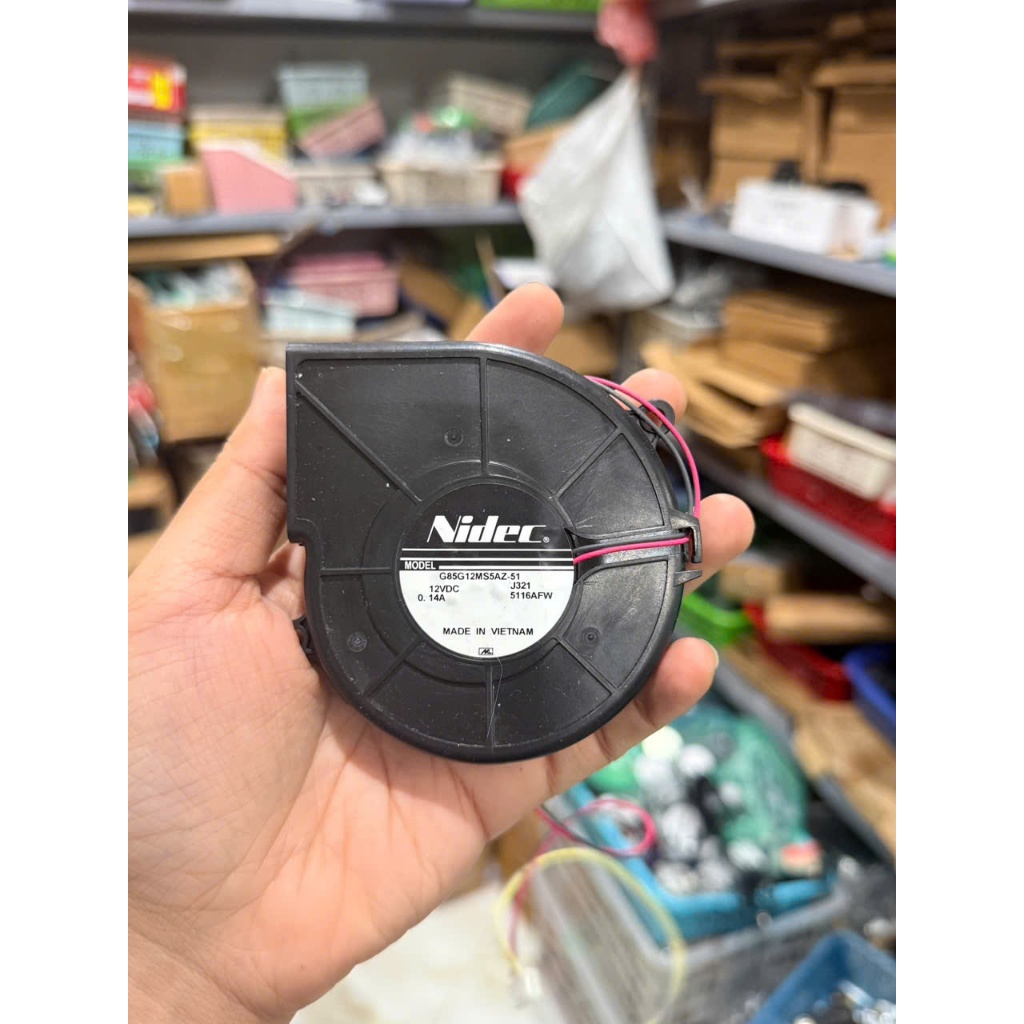 Nidec®
MODEL
G85G12MS5AZ-51
12VDC J321
0.14A 5116AFW
MADE IN VIETNAM